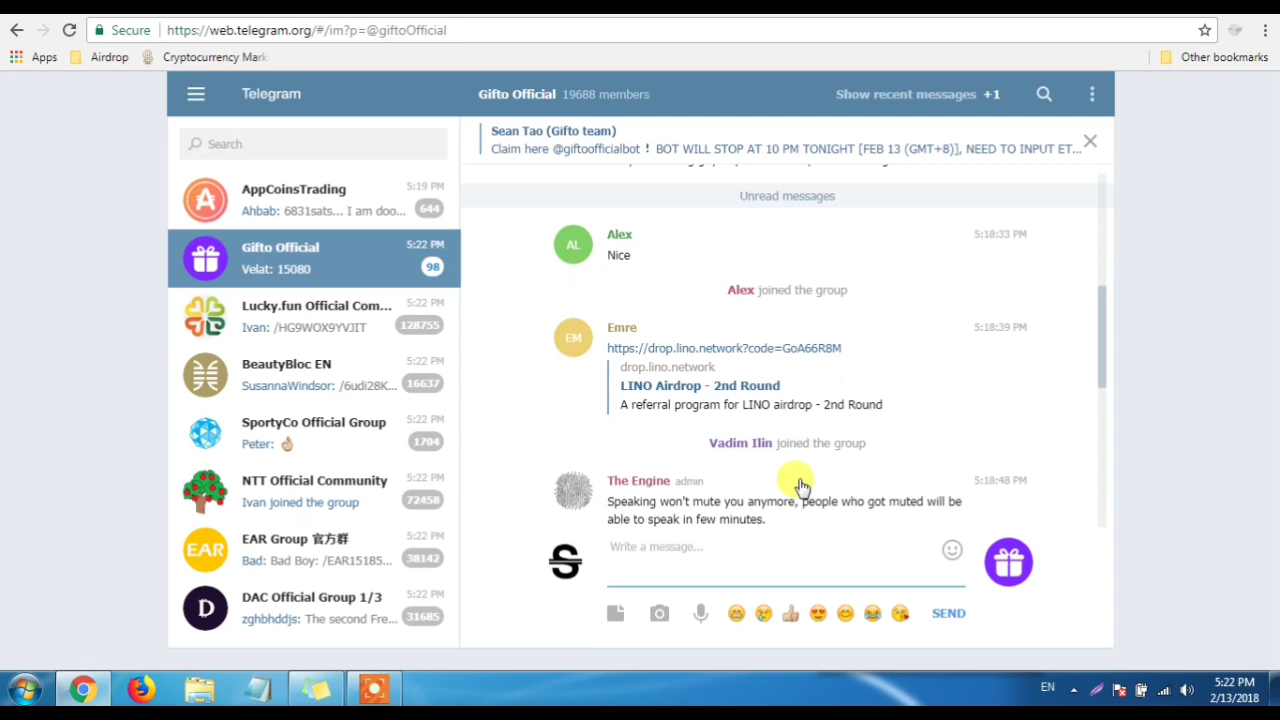 Secure https://web.telegram.org/#/im?p=@giftoOfficial
Apps Airdrop Cryptocurrency Mark Other bookmarks
Telegram
Gifto Official 19688 members Show recent messages +1
Search
AppCoinsTrading 5:19 PM
Ahbab: 6831sats... I am doo... 644
Gifto Official 5:22 PM
Velat: 15080 98
Lucky.fun Official Com... 5:22 PM
Ivan: /HG9WOX9YVJIT 128755
BeautyBloc EN 5:22 PM
SusannaWindsor: /6udi28K... 16637
SportyCo Official Group 5:22 PM
Peter: 👌🏼 1704
NTT Official Community 5:22 PM
Ivan joined the group 72458
EAR
EAR Group 官方群 5:22 PM
Bad: Bad Boy: /EAR15185... 38142
DAC Official Group 1/3 5:22 PM
zghbhddjs: The second Fre... 31685
Sean Tao (Gifto team)
Claim here @giftoofficialbot ! BOT WILL STOP AT 10 PM TONIGHT [FEB 13 (GMT+8)], NEED TO INPUT ET...
Unread messages
AL
Alex 5:18:33 PM
Nice
Alex joined the group
EM
Emre 5:18:39 PM
https://drop.lino.network?code=GoA66R8M
drop.lino.network
LINO Airdrop - 2nd Round
A referral program for LINO airdrop - 2nd Round
Vadim Ilin joined the group
The Engine admin 5:18:48 PM
Speaking won't mute you anymore, people who got muted will be
able to speak in few minutes.
Write a message...
SEND
EN
5:22 PM
2/13/2018